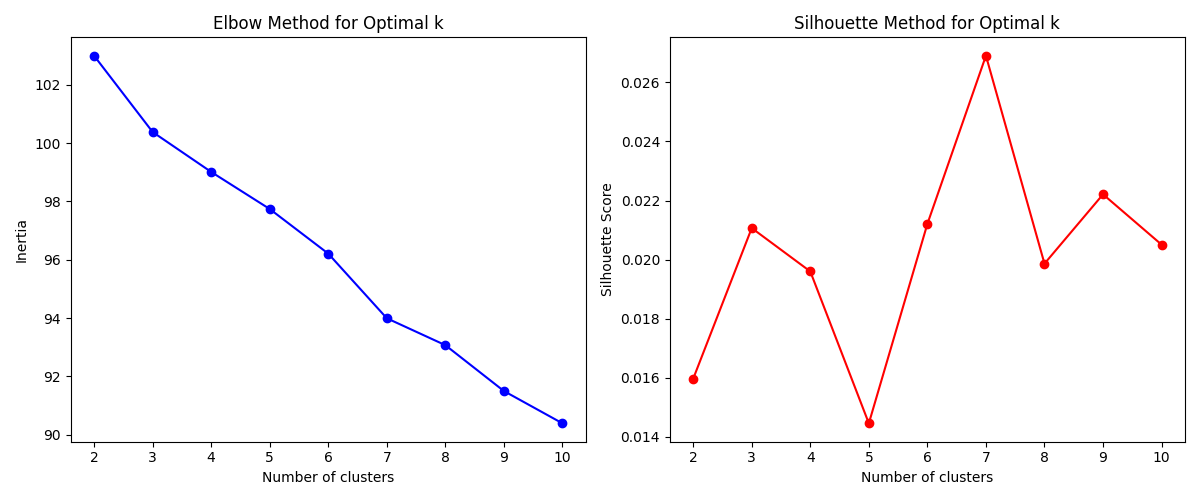 Elbow Method for Optimal k
102
100
98
96
94
92
90
Inertia
2 3 4 5 6 7 8 9 10
Number of clusters
Silhouette Method for Optimal k
0.026
0.024
0.022
0.020
0.018
0.016
0.014
Silhouette Score
2 3 4 5 6 7 8 9 10
Number of clusters